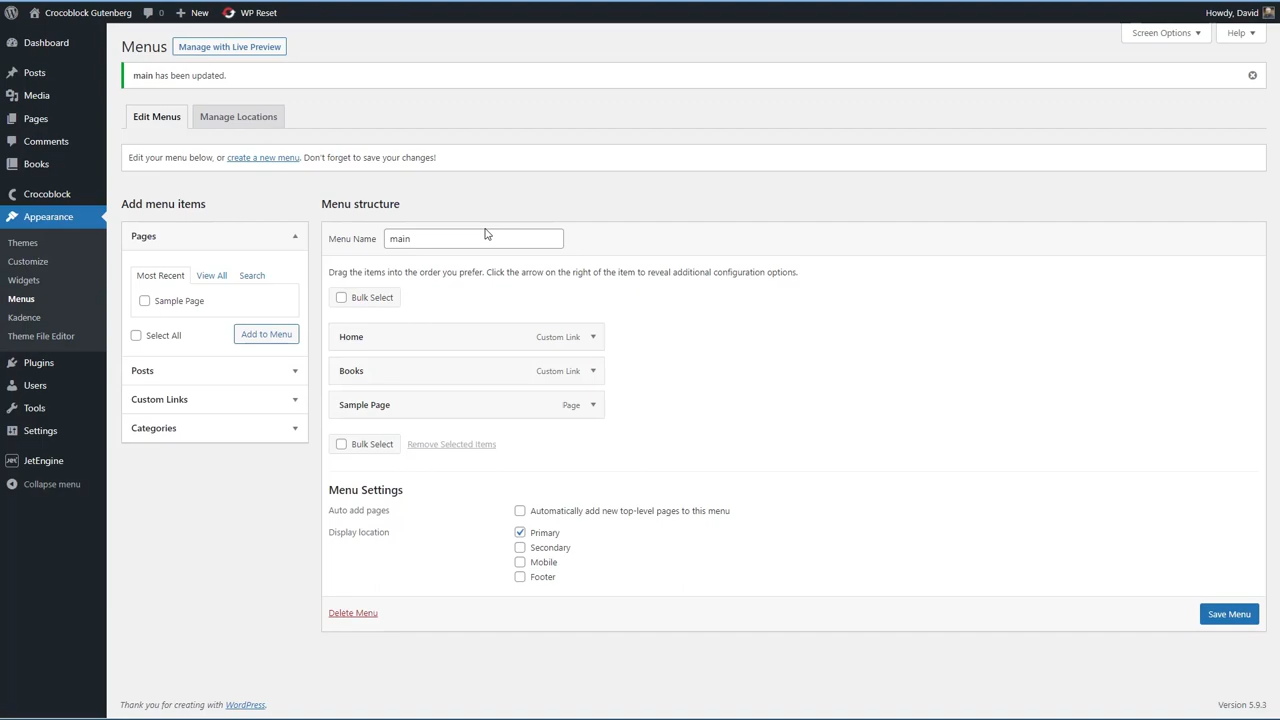 Crocoblock Gutenberg 0 New WP Reset Howdy, David
Screen Options Help
Dashboard
Posts
Media
Pages
Comments
Books
Crocoblock
Appearance
Themes
Customize
Widgets
Menus
Kadence
Theme File Editor
Plugins
Users
Tools
Settings
JetEngine
Collapse menu
Menus Manage with Live Preview
main has been updated.
Edit Menus Manage Locations
Edit your menu below, or create a new menu. Don't forget to save your changes!
Add menu items
Pages
Most Recent View All Search
Sample Page
Select All Add to Menu
Posts
Custom Links
Categories
Menu structure
Menu Name main
Drag the items into the order you prefer. Click the arrow on the right of the item to reveal additional configuration options.
Bulk Select
Home Custom Link
Books Custom Link
Sample Page Page
Bulk Select Remove Selected Items
Menu Settings
Auto add pages Automatically add new top-level pages to this menu
Display location Primary
Secondary
Mobile
Footer
Delete Menu Save Menu
Thank you for creating with WordPress. Version 5.9.3